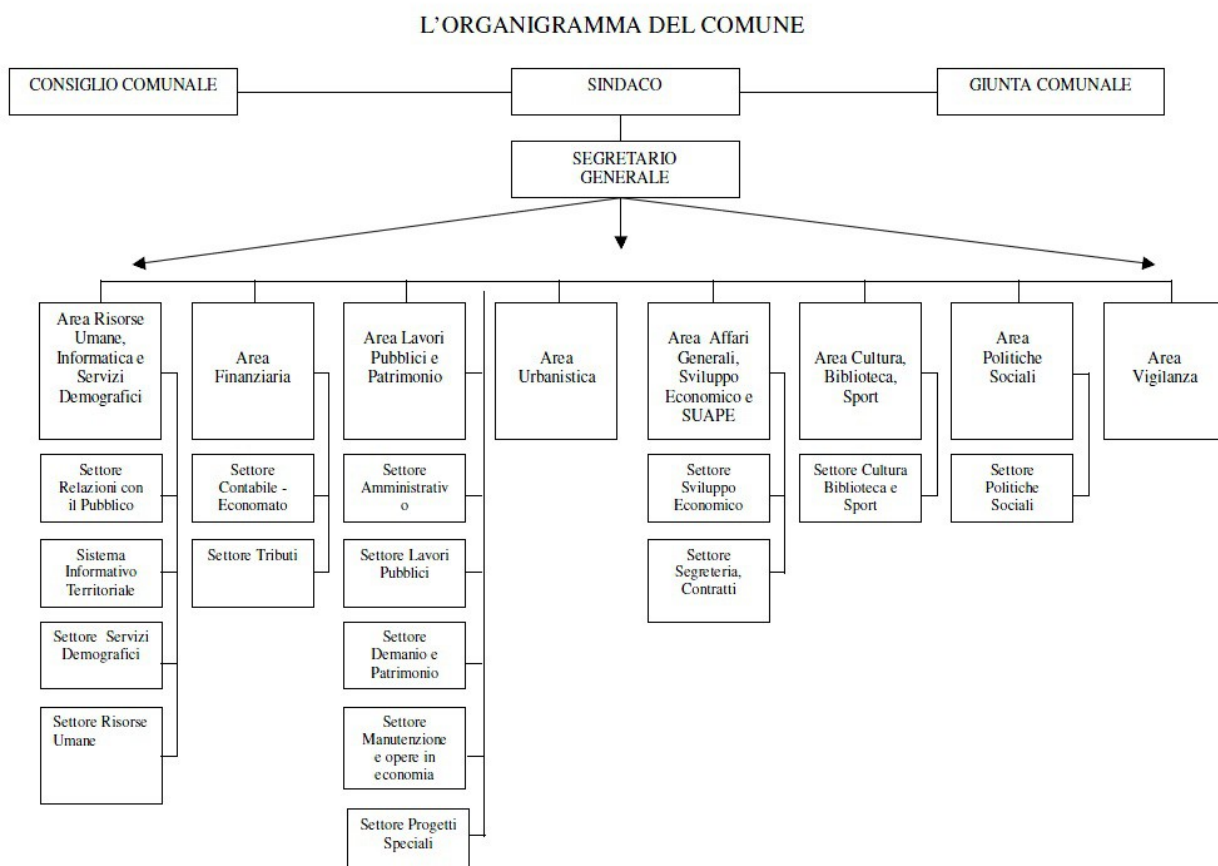 L'ORGANIGRAMMA DEL COMUNE
CONSIGLIO COMUNALE
SINDACO
GIUNTA COMUNALE
SEGRETARIO
GENERALE
Area Risorse
Umane,
Informatica e
Servizi
Demografici
Area
Finanziaria
Area Lavori
Pubblici e
Patrimonio
Area
Urbanistica
Area Affari
Generali,
Sviluppo
Economico e
SUAPE
Area Cultura,
Biblioteca,
Sport
Area
Politiche
Sociali
Area
Vigilanza
Settore
Relazioni con
il Pubblico
Settore
Contabile -
Economato
Settore
Amministrativ
o
Settore
Sviluppo
Economico
Settore Cultura
Biblioteca e
Sport
Settore
Politiche
Sociali
Sistema
Informativo
Territoriale
Settore Tributi
Settore Lavori
Pubblici
Settore
Segreteria,
Contratti
Settore Servizi
Demografici
Settore
Demanio e
Patrimonio
Settore Risorse
Umane
Settore
Manutenzione
e opere in
economia
Settore Progetti
Speciali